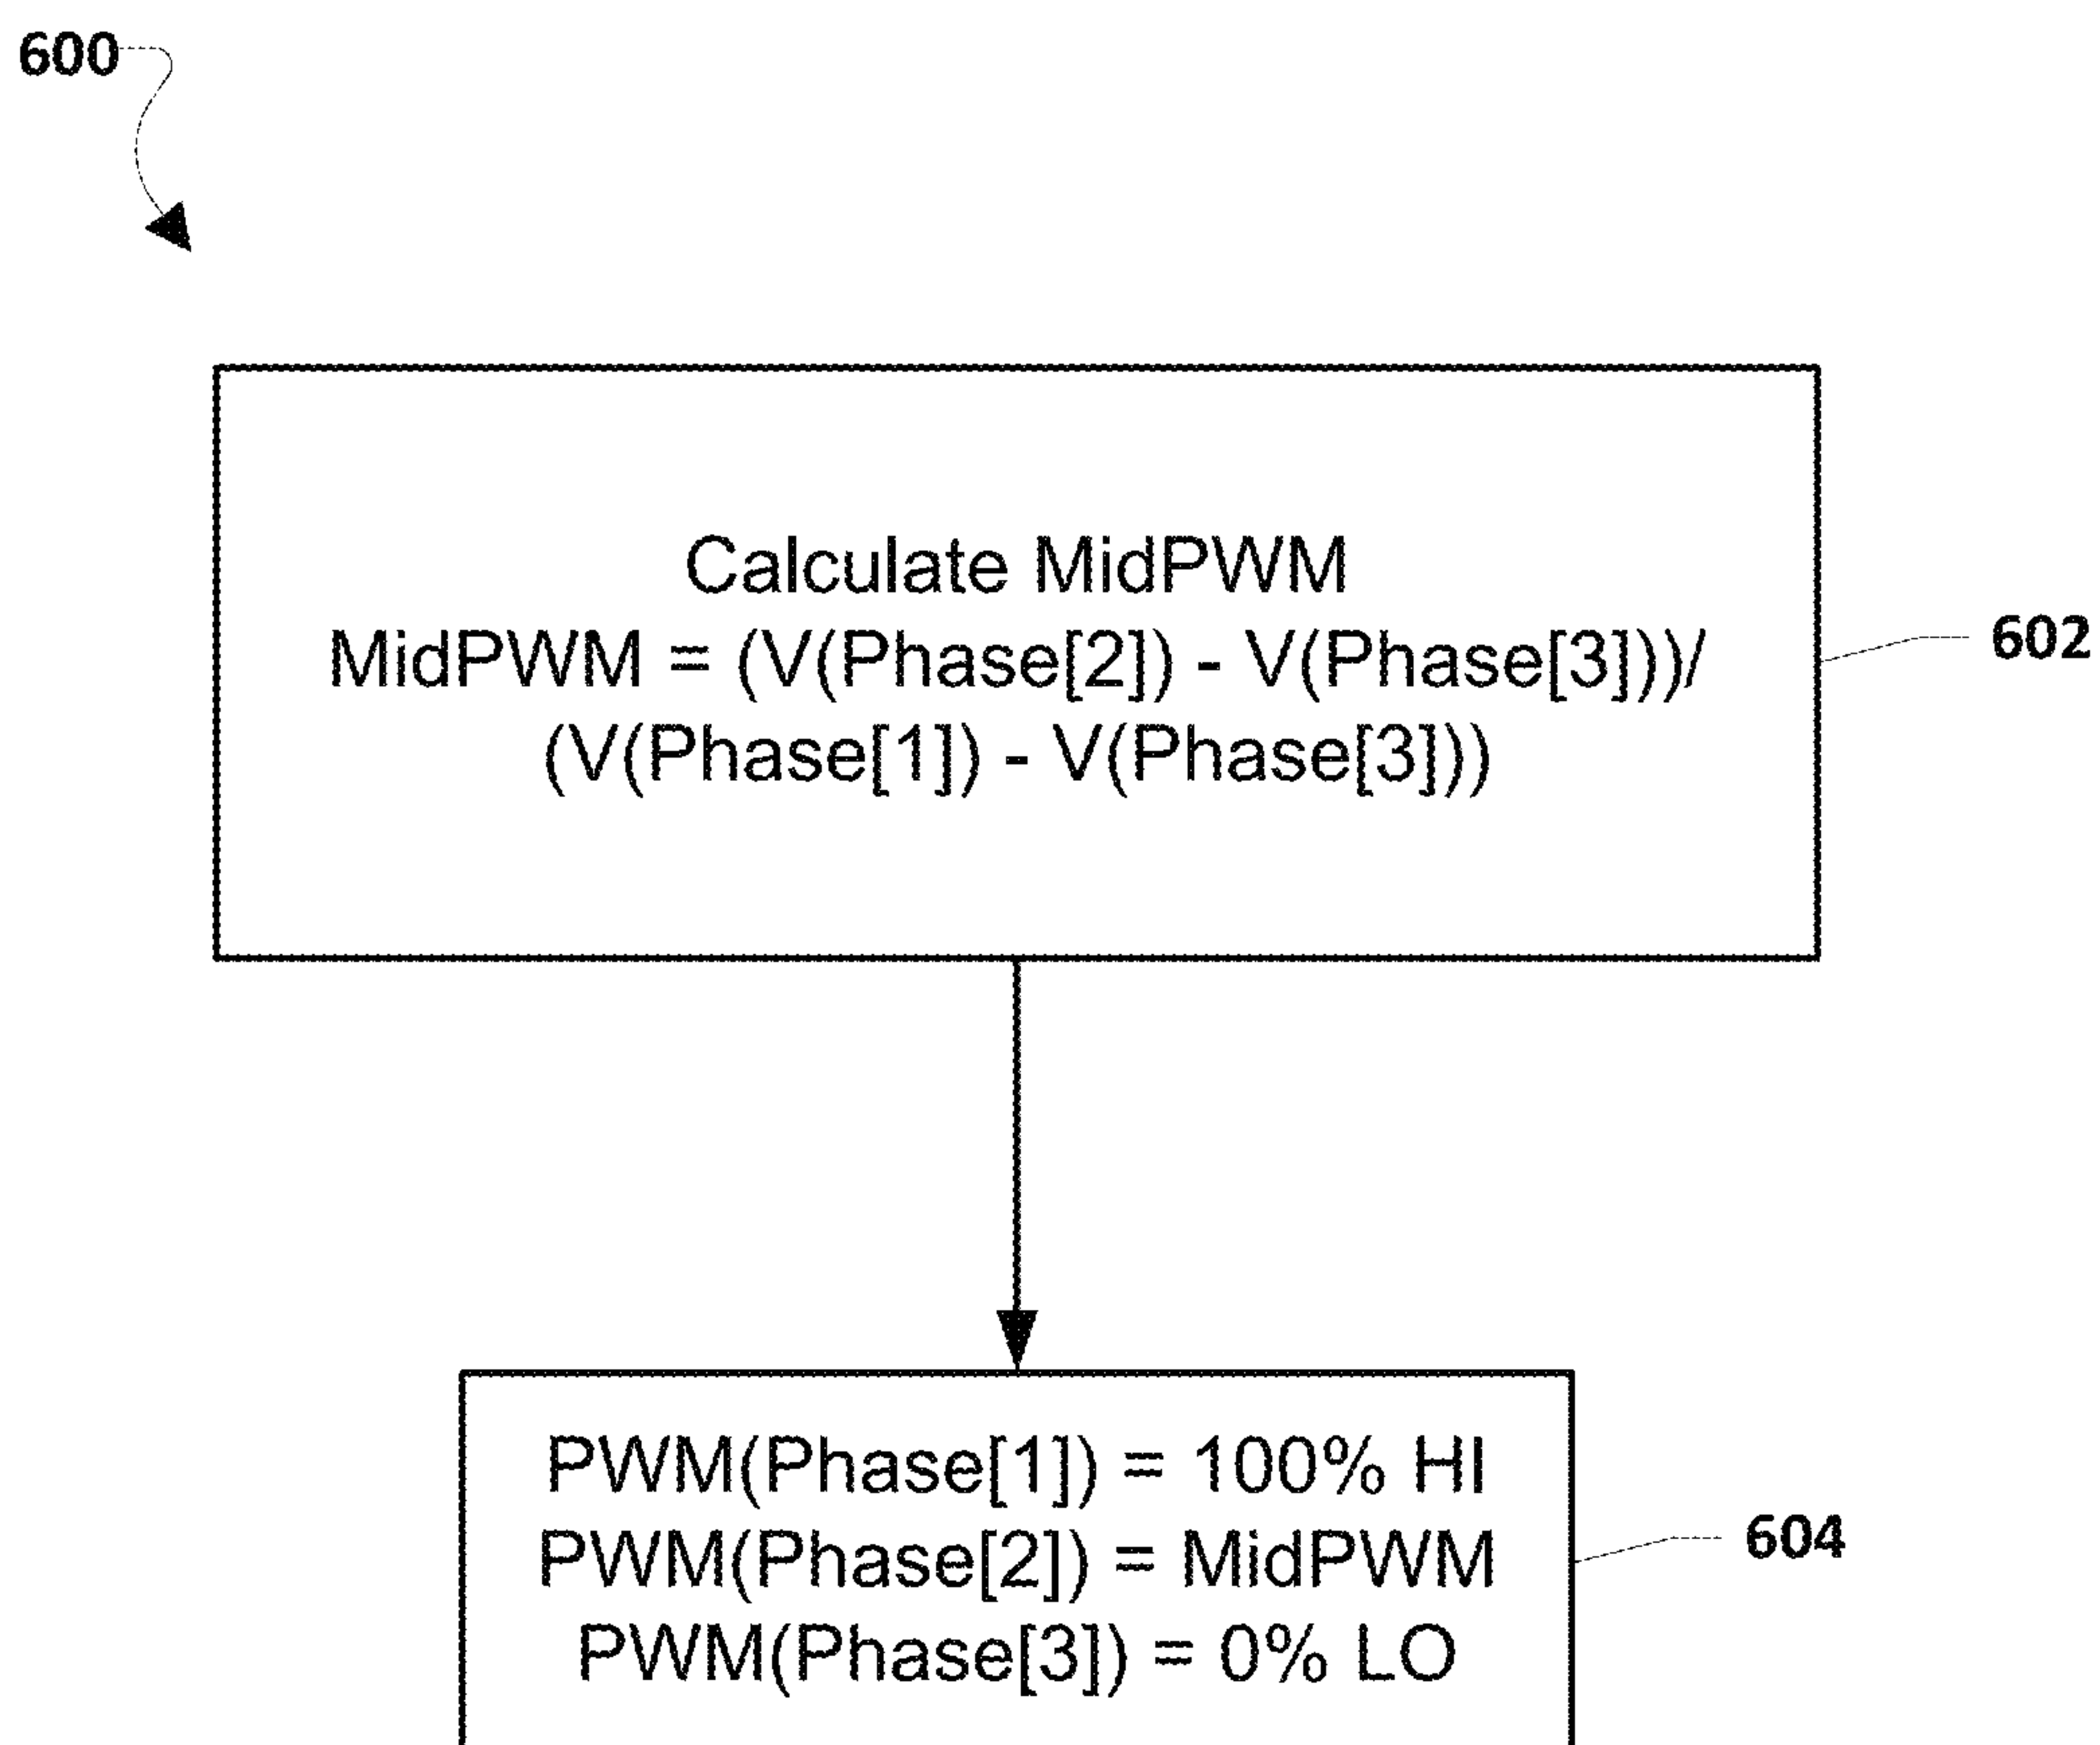 600
Calculate MidPWM
MidPWM = (V(Phase[2]) - V(Phase[3]))/
(V(Phase[1]) - V(Phase[3]))
602
PWM(Phase[1]) = 100% HI
PWM(Phase[2]) = MidPWM
PWM(Phase[3]) = 0% LO
604